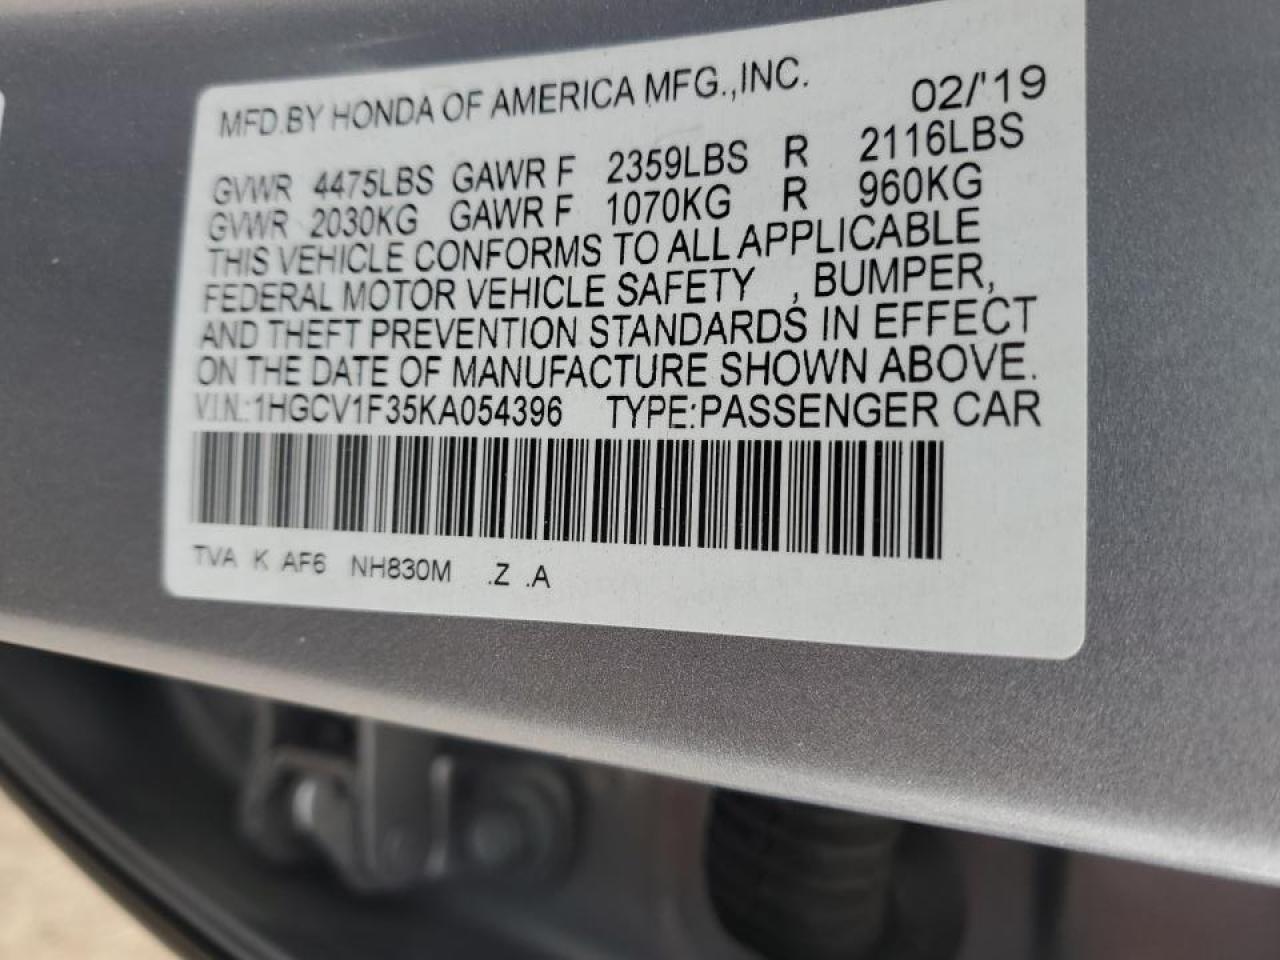 MFD.BY HONDA OF AMERICA MFG.,INC. 02/'19
GVWR 4475LBS GAWR F 2359LBS R 2116LBS
GVWR 2030KG GAWR F 1070KG R 960KG
THIS VEHICLE CONFORMS TO ALL APPLICABLE
FEDERAL MOTOR VEHICLE SAFETY , BUMPER,
AND THEFT PREVENTION STANDARDS IN EFFECT
ON THE DATE OF MANUFACTURE SHOWN ABOVE.
V.I.N.:1HGCV1F35KA054396 TYPE:PASSENGER CAR
TVA K AF6 NH830M .Z .A